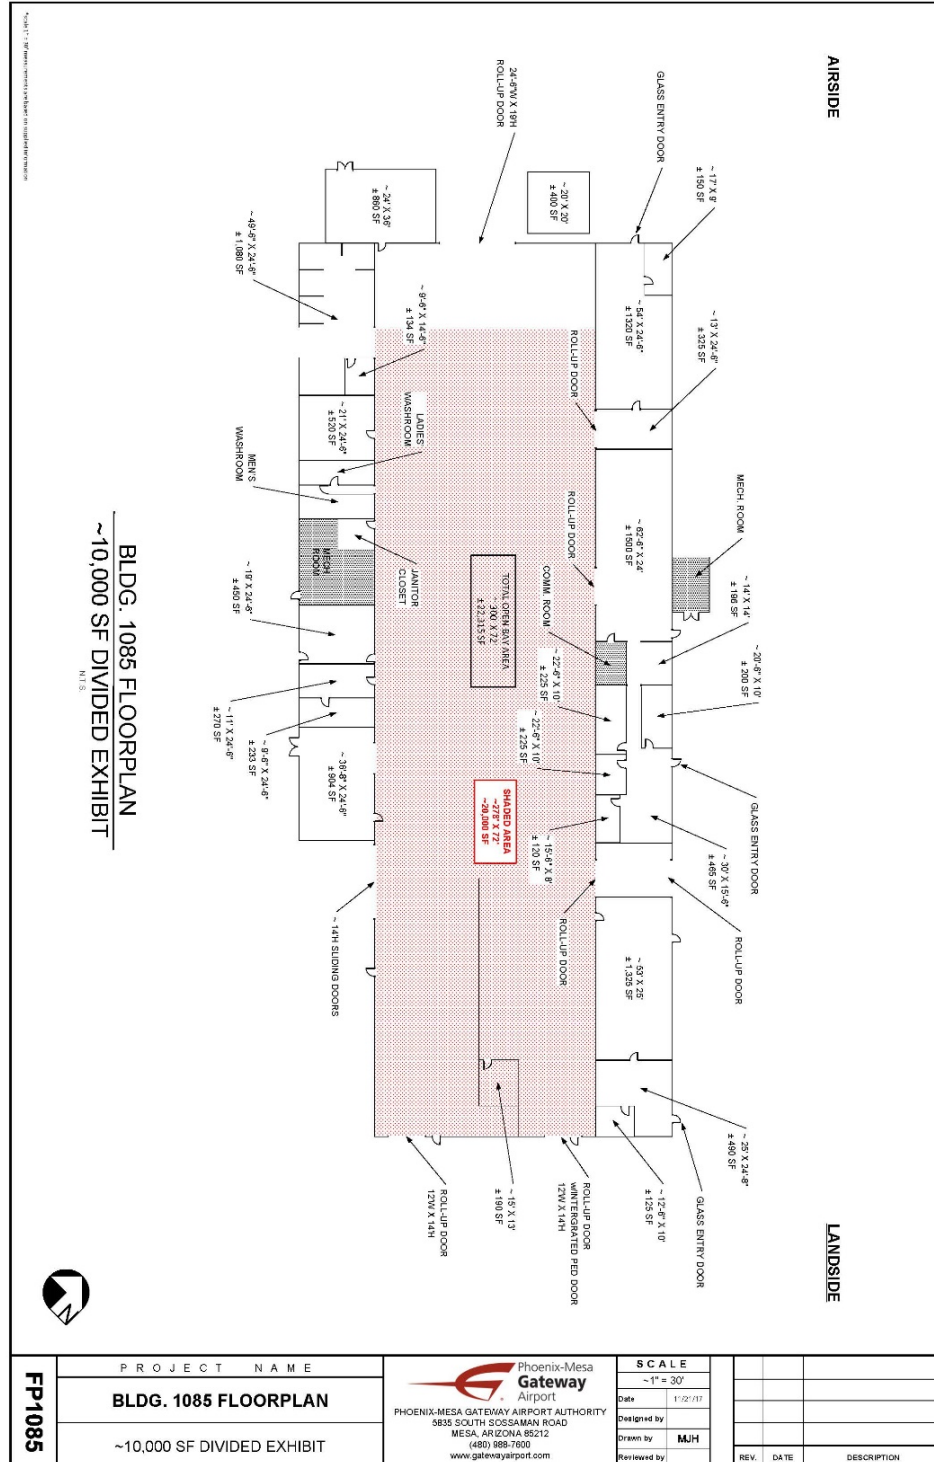 AIRSIDE
LANDSIDE
GLASS ENTRY DOOR
24'-6"W X 19'H
ROLL-UP DOOR
~ 17' X 9'
± 150 SF
~ 20' X 20'
± 400 SF
~ 24' X 36'
± 860 SF
~ 49'-6" X 24'-6"
± 1,080 SF
~ 9'-6" X 14'-6"
± 134 SF
~ 54' X 24'-6"
± 1320 SF
~ 13' X 24'-6"
± 325 SF
ROLL-UP DOOR
~ 21' X 24'-6"
± 520 SF
LADIES'
WASHROOM
MEN'S
WASHROOM
MECH. ROOM
~ 62'-6" X 24'
± 1500 SF
ROLL-UP DOOR
COMM. ROOM
~ 14' X 14'
± 196 SF
MECH
ROOM
JANITOR
CLOSET
TOTAL OPEN BAY AREA
~ 300' X 72'
± 22,315 SF
~ 19' X 24'-6"
± 450 SF
~ 20'-6" X 10'
± 200 SF
~ 22'-6" X 10'
± 225 SF
~ 22'-6" X 10'
± 225 SF
~ 11' X 24'-6"
± 270 SF
~ 9'-6" X 24'-6"
± 233 SF
~ 36'-8" X 24'-6"
± 904 SF
SHADED AREA
~278' X 72'
~20,000 SF
~ 15'-6" X 8'
± 120 SF
GLASS ENTRY DOOR
~ 30' X 15'-6"
± 465 SF
ROLL-UP DOOR
ROLL-UP DOOR
~ 14'H SLIDING DOORS
~ 53' X 25'
± 1,325 SF
~ 25' X 24'-8"
± 490 SF
~ 12'-6" X 10'
± 125 SF
GLASS ENTRY DOOR
ROLL-UP DOOR
W/INTERGRATED PED DOOR
12'W X 14'H
~ 15' X 13'
± 190 SF
ROLL-UP DOOR
12'W X 14'H
BLDG. 1085 FLOORPLAN
~10,000 SF DIVIDED EXHIBIT
N.T.S.
N
FP1085
PROJECT NAME
BLDG. 1085 FLOORPLAN
~10,000 SF DIVIDED EXHIBIT
Phoenix-Mesa
Gateway
Airport
PHOENIX-MESA GATEWAY AIRPORT AUTHORITY
5835 SOUTH SOSSAMAN ROAD
MESA, ARIZONA 85212
(480) 988-7600
www.gatewayairport.com
SCALE
~1" = 30'
Date 11/21/17
Designed by
Drawn by MJH
Reviewed by
REV. DATE DESCRIPTION